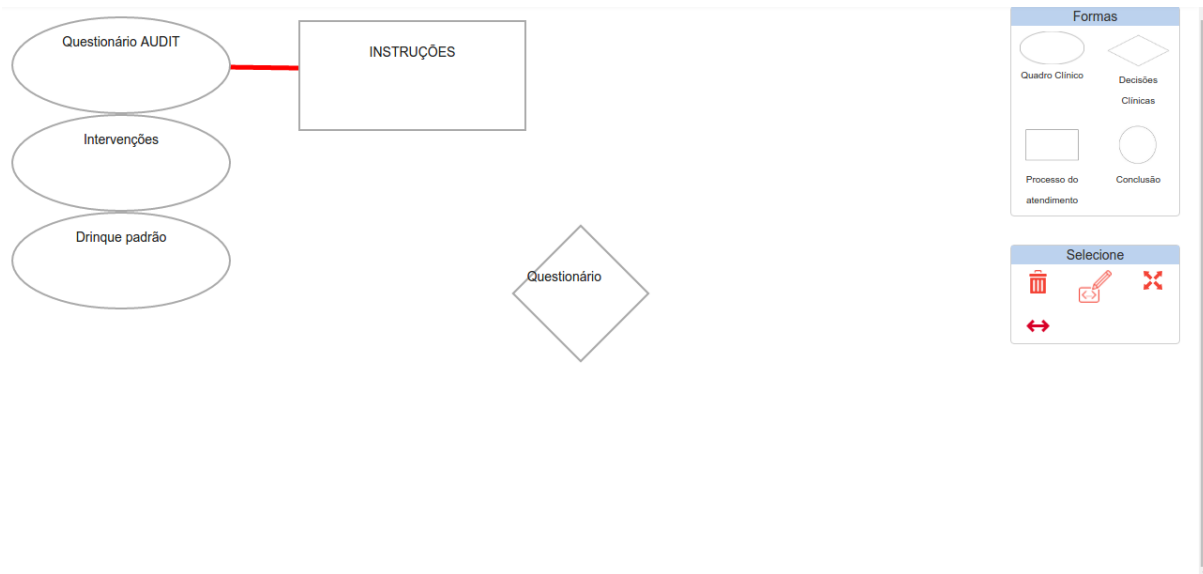 Questionário AUDIT
INSTRUÇÕES
Intervenções
Drinque padrão
Questionário
Formas
Quadro Clínico
Decisões
Clínicas
Processo do
atendimento
Conclusão
Selecione